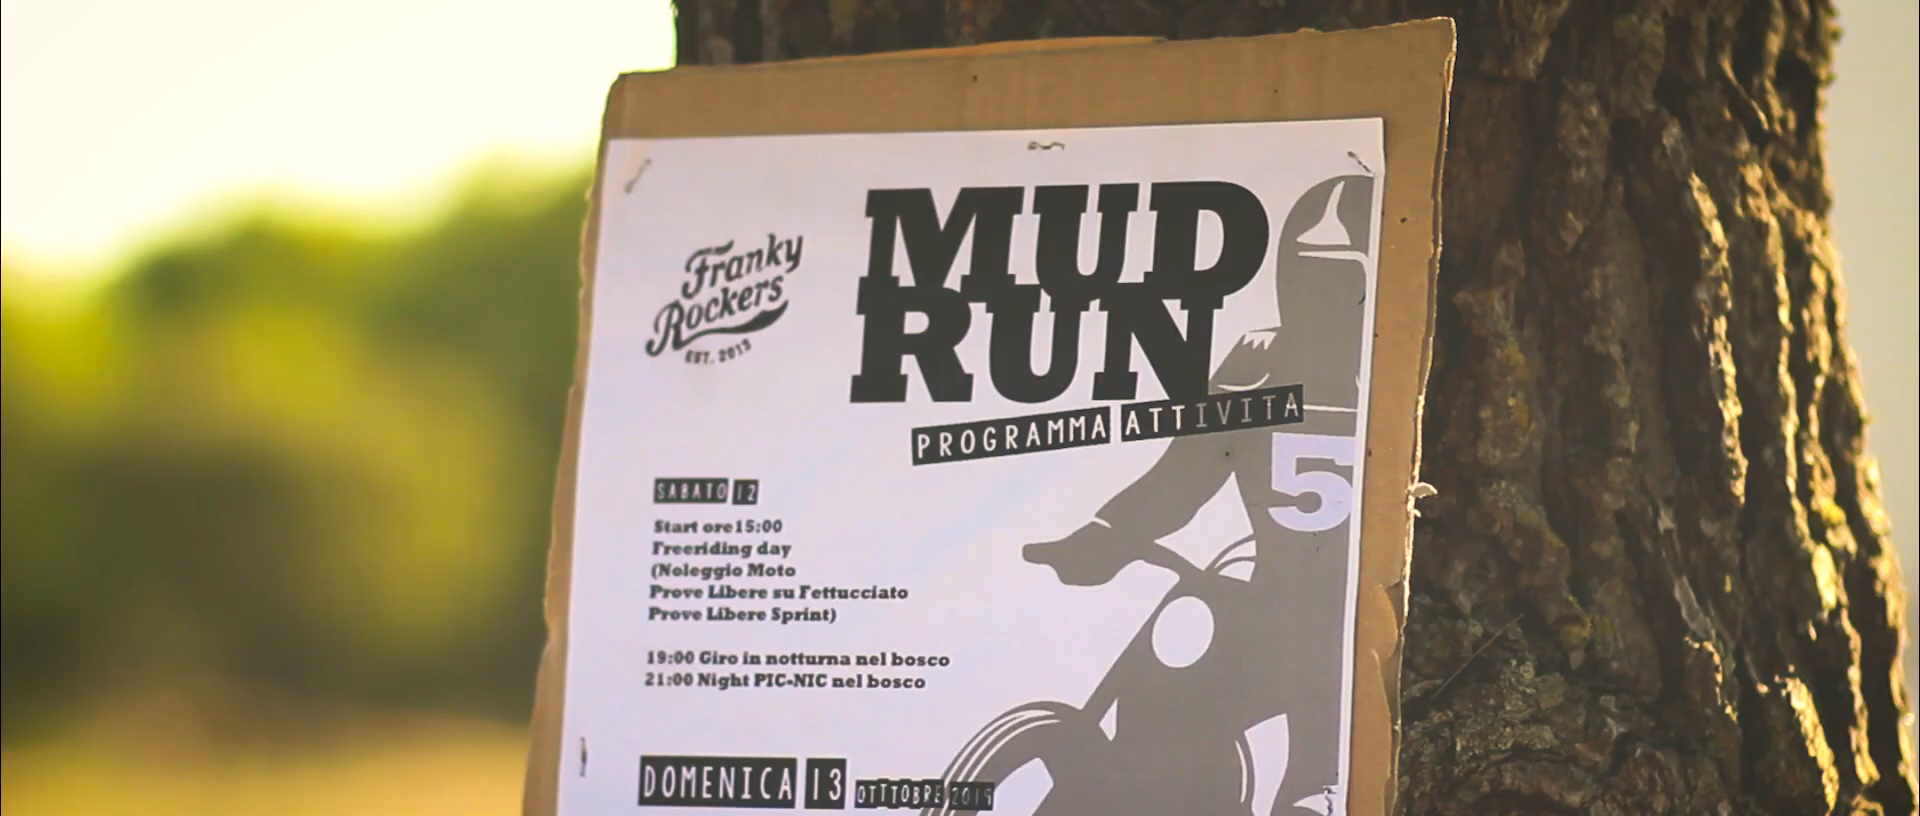 Franky
Rockers
EST. 2013
MUD
RUN
PROGRAMMA ATTIVITA
5
SABATO 12
Start ore 15:00
Freeriding day
(Noleggio Moto
Prove Libere su Fettucciato
Prove Libere Sprint)
19:00 Giro in notturna nel bosco
21:00 Night PIC-NIC nel bosco
DOMENICA 13 OTTTOBRE 2019